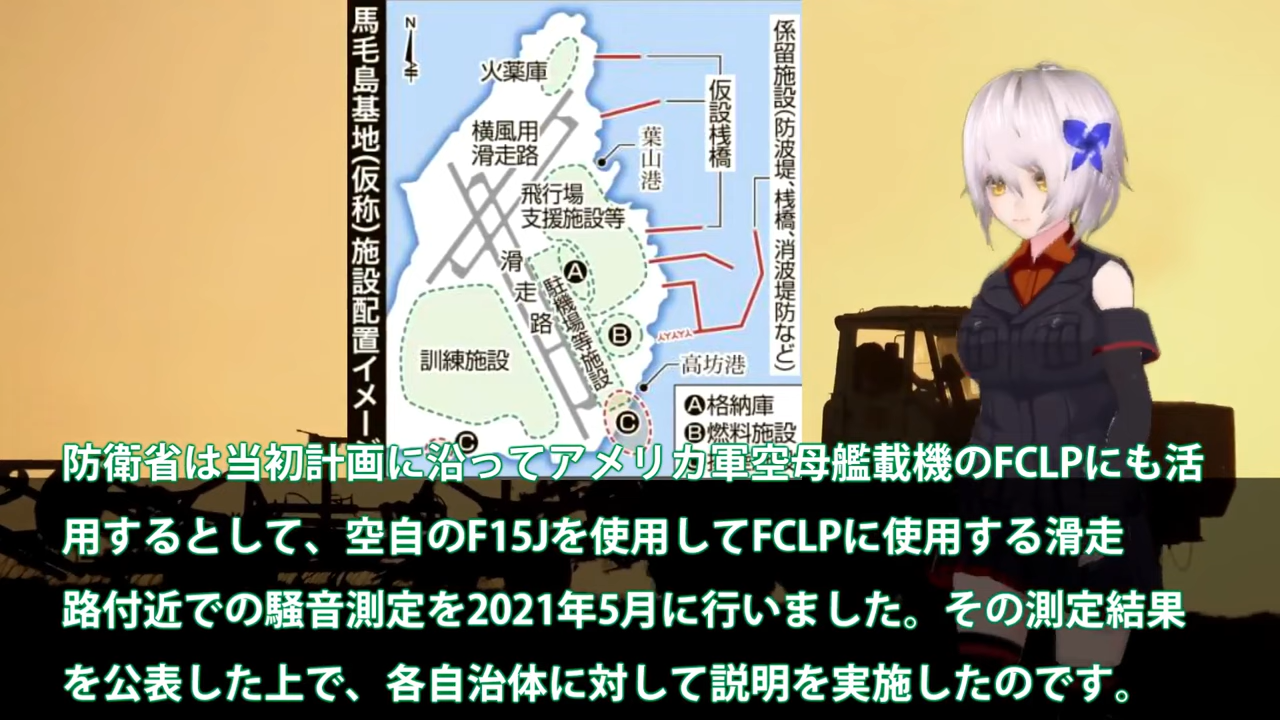 馬毛島基地(仮称)施設配置イメー
N
火薬庫
横風用
滑走路
葉山港
仮設桟橋
係留施設(防波堤、桟橋、消波堤防など)
飛行場
支援施設等
滑走路
A
駐機場等施設
B
訓練施設
高坊港
C
C
A格納庫
B燃料施設
防衛省は当初計画に沿ってアメリカ軍空母艦載機のFCLPにも活
用するとして、空自のF15Jを使用してFCLPに使用する滑走
路付近での騒音測定を2021年5月に行いました。その測定結果
を公表した上で、各自治体に対して説明を実施したのです。